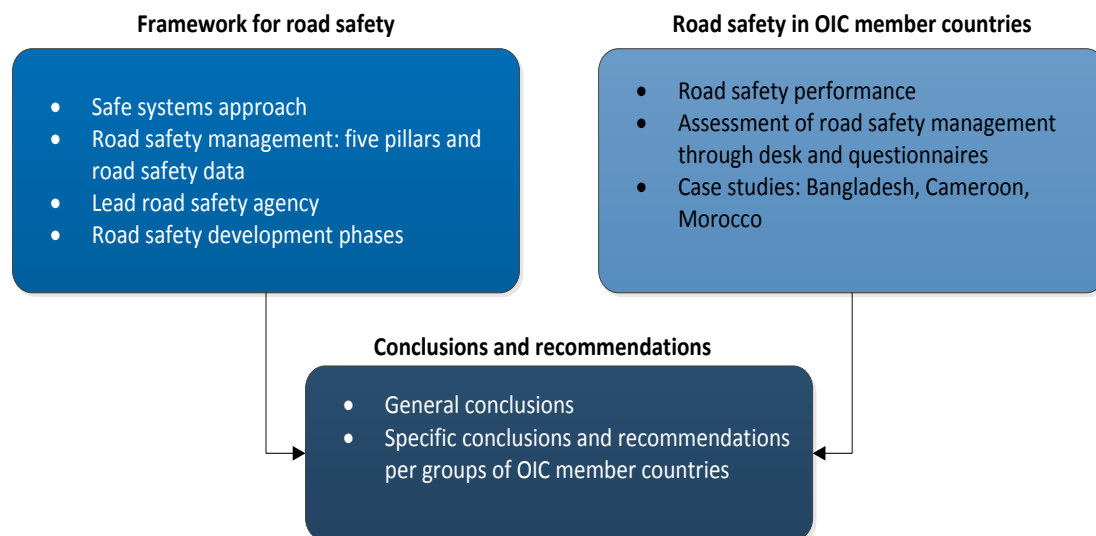 Framework for road safety
• Safe systems approach
• Road safety management: five pillars and
road safety data
• Lead road safety agency
• Road safety development phases
Road safety in OIC member countries
• Road safety performance
• Assessment of road safety management
through desk and questionnaires
• Case studies: Bangladesh, Cameroon,
Morocco
Conclusions and recommendations
• General conclusions
• Specific conclusions and recommendations
per groups of OIC member countries